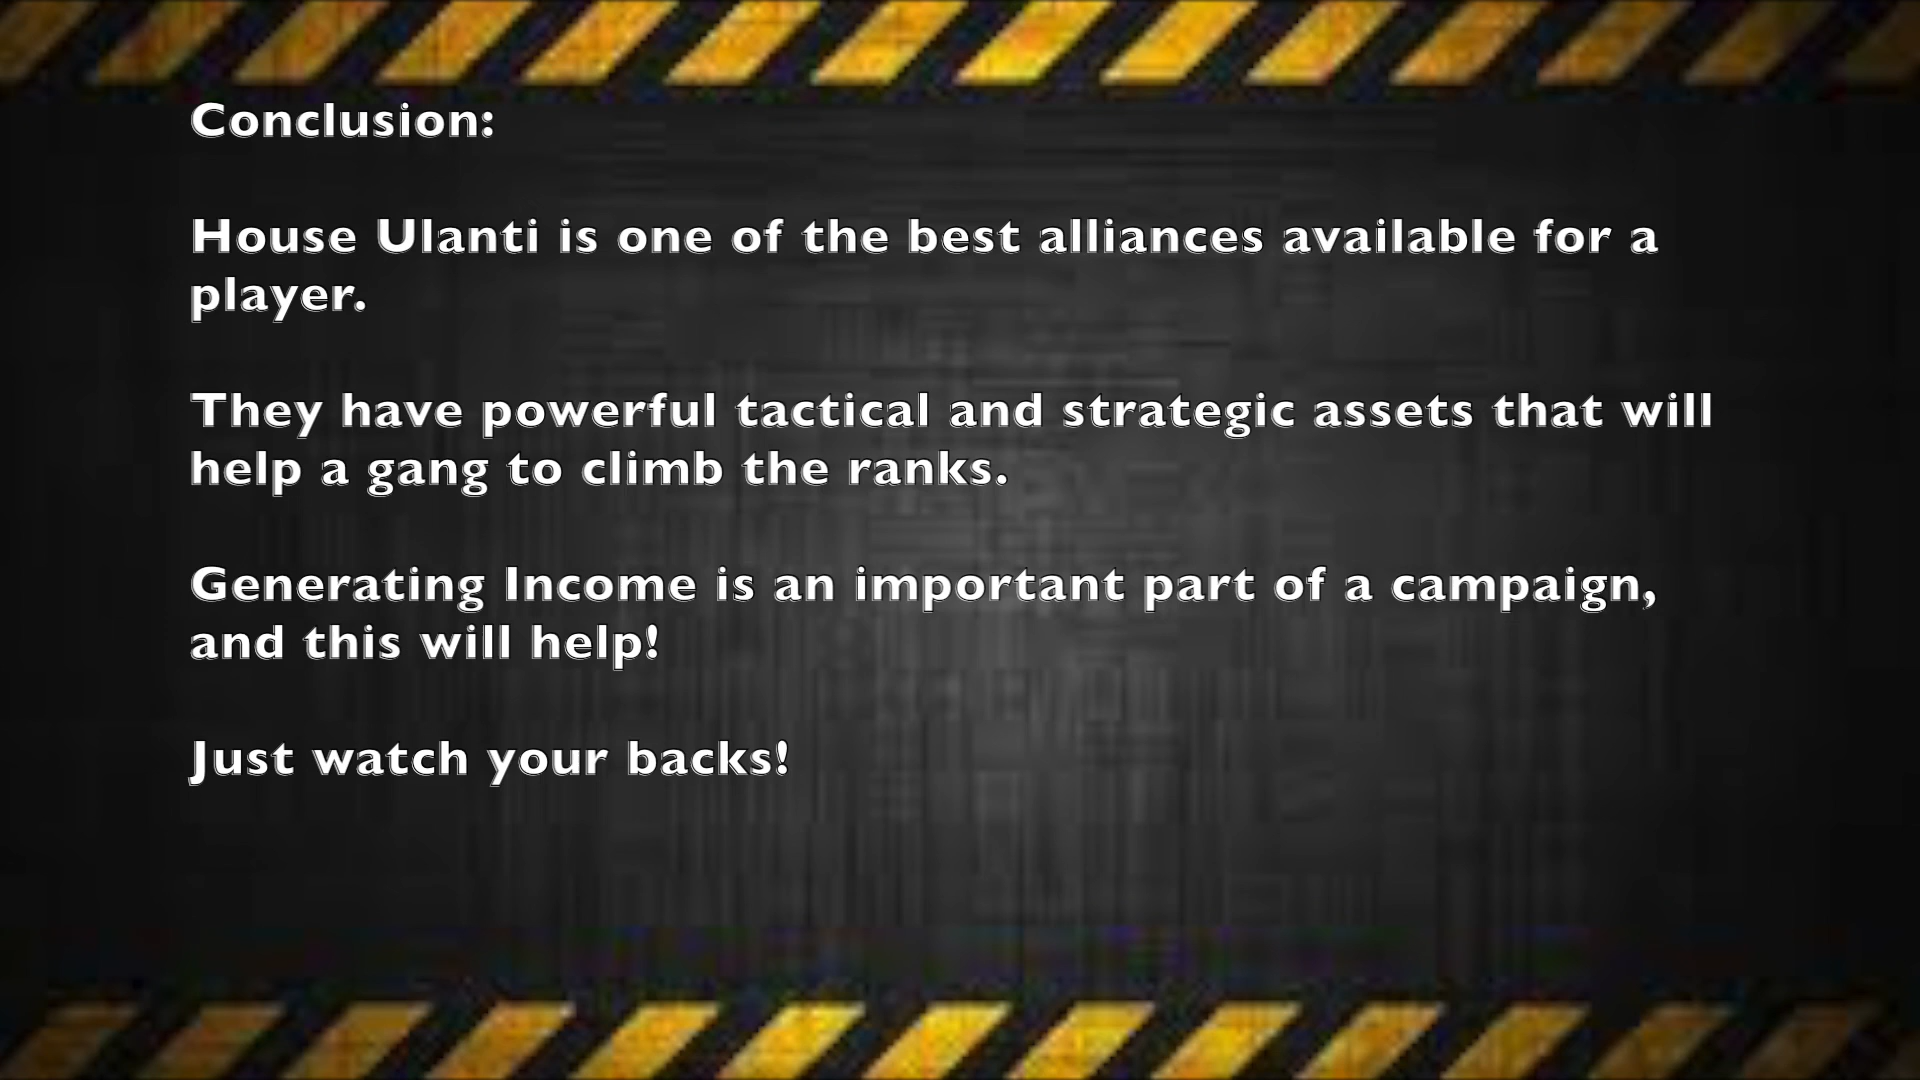 Conclusion:
House Ulanti is one of the best alliances available for a
player.
They have powerful tactical and strategic assets that will
help a gang to climb the ranks.
Generating Income is an important part of a campaign,
and this will help!
Just watch your backs!